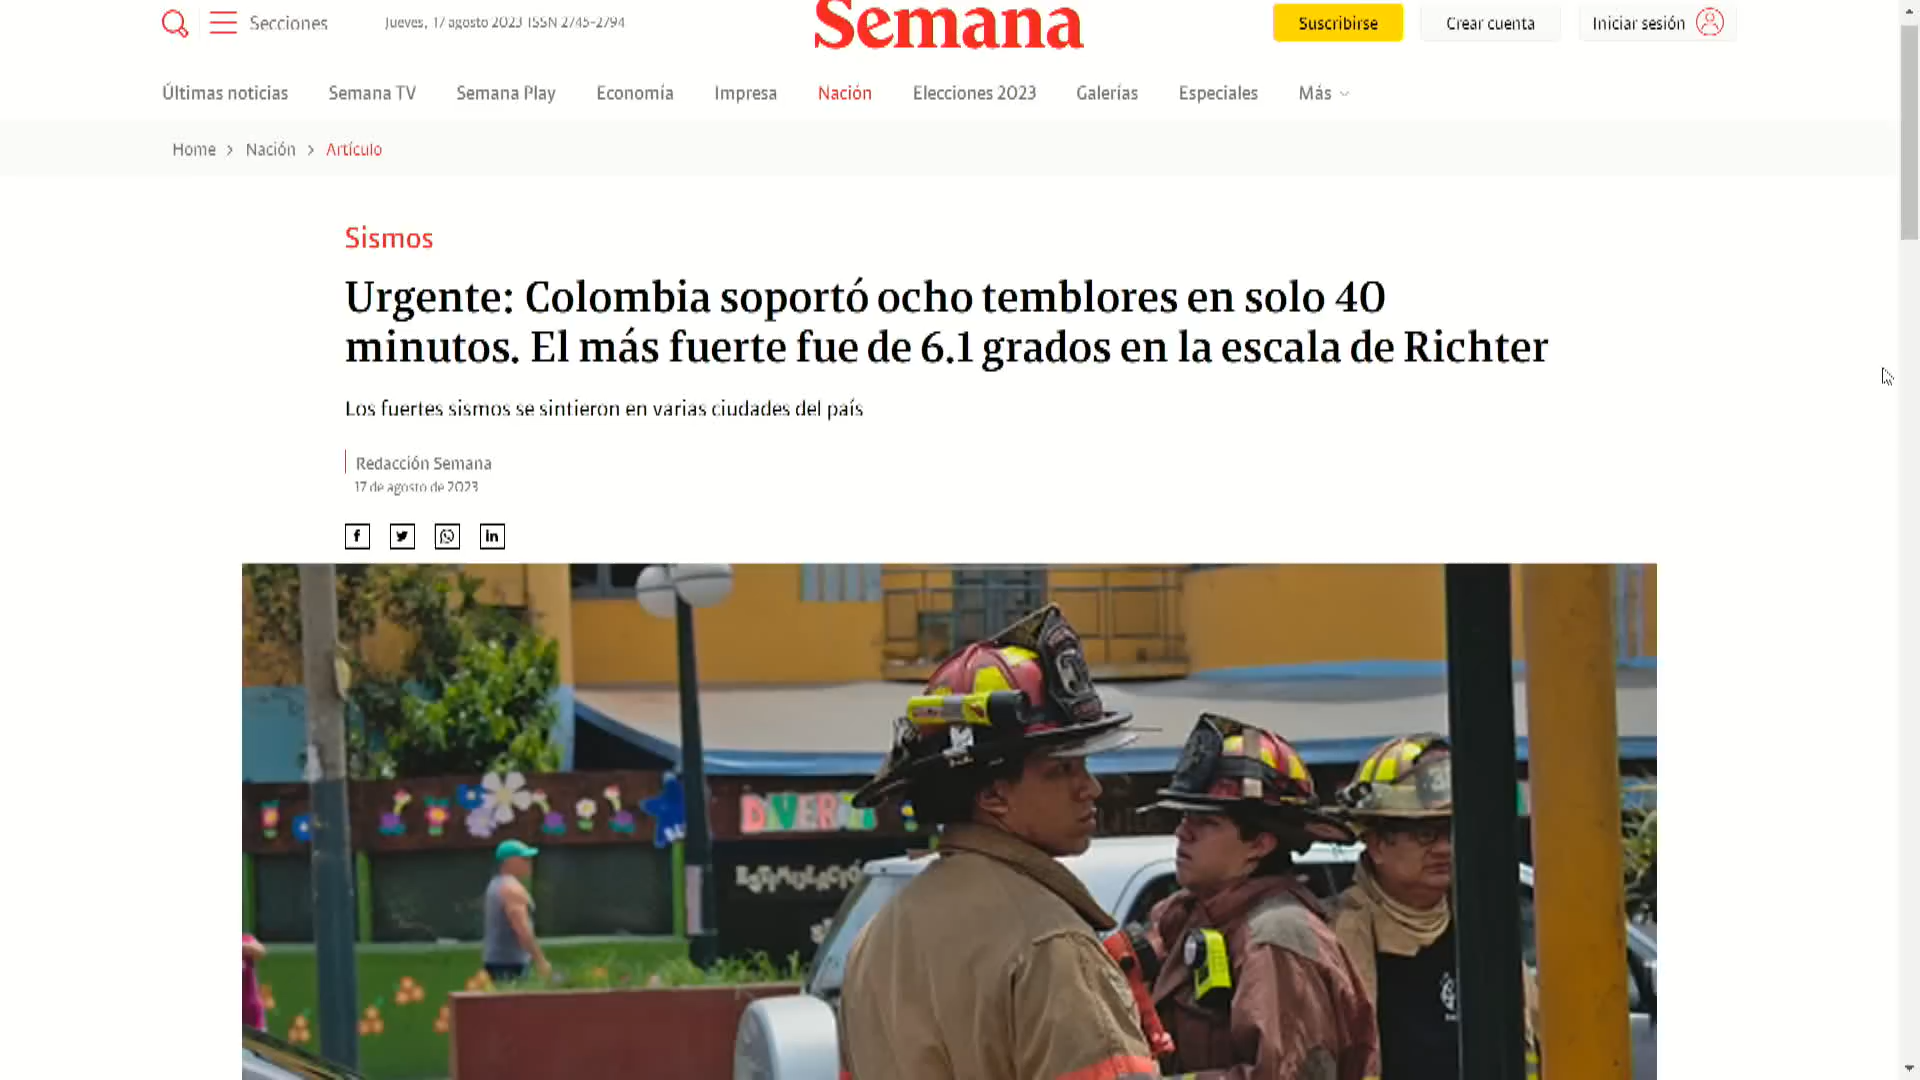 Secciones
Jueves, 17 agosto 2023 ISSN 2745-2794
Semana
Suscribirse
Crear cuenta
Iniciar sesión
Últimas noticias
Semana TV
Semana Play
Economía
Impresa
Nación
Elecciones 2023
Galerías
Especiales
Más
Home > Nación > Artículo
Sismos
Urgente: Colombia soportó ocho temblores en solo 40
minutos. El más fuerte fue de 6.1 grados en la escala de Richter
Los fuertes sismos se sintieron en varias ciudades del país
Redacción Semana
17 de agosto de 2023